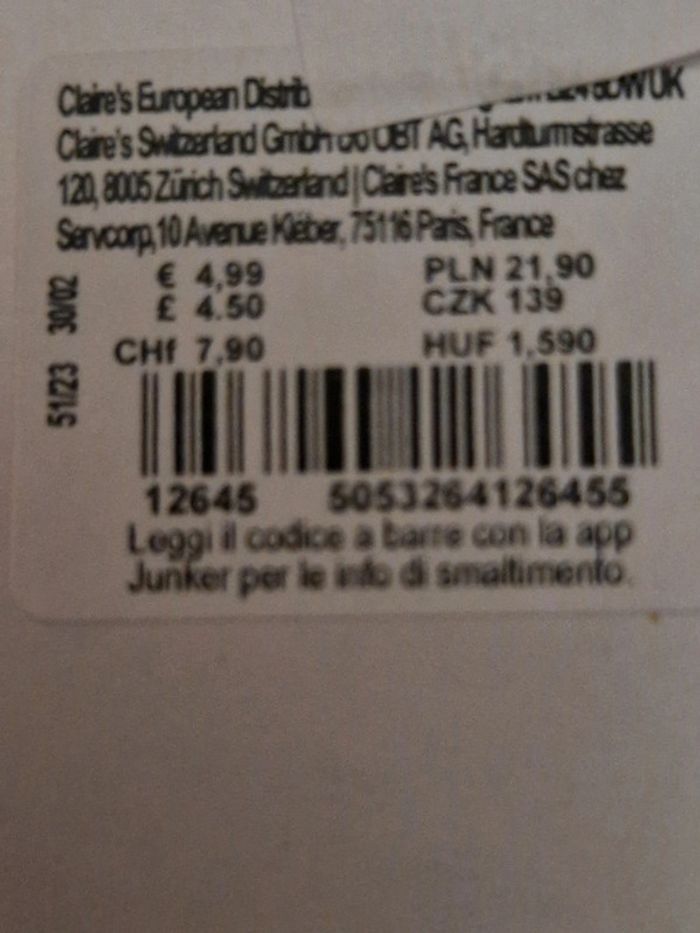 Claire's European Distrib UK
Claire's Switzerland GmbH c/o OBT AG, Hardturmstrasse
120, 8005 Zürich Switzerland | Claire's France SAS chez
Servcorp, 10 Avenue Kléber, 75116 Paris, France
€ 4,99 PLN 21,90
£ 4.50 CZK 139
CHf 7,90 HUF 1,590
51/23 30/02
12645 5053264126455
Leggi il codice a barre con la app
Junker per le info di smaltimento.